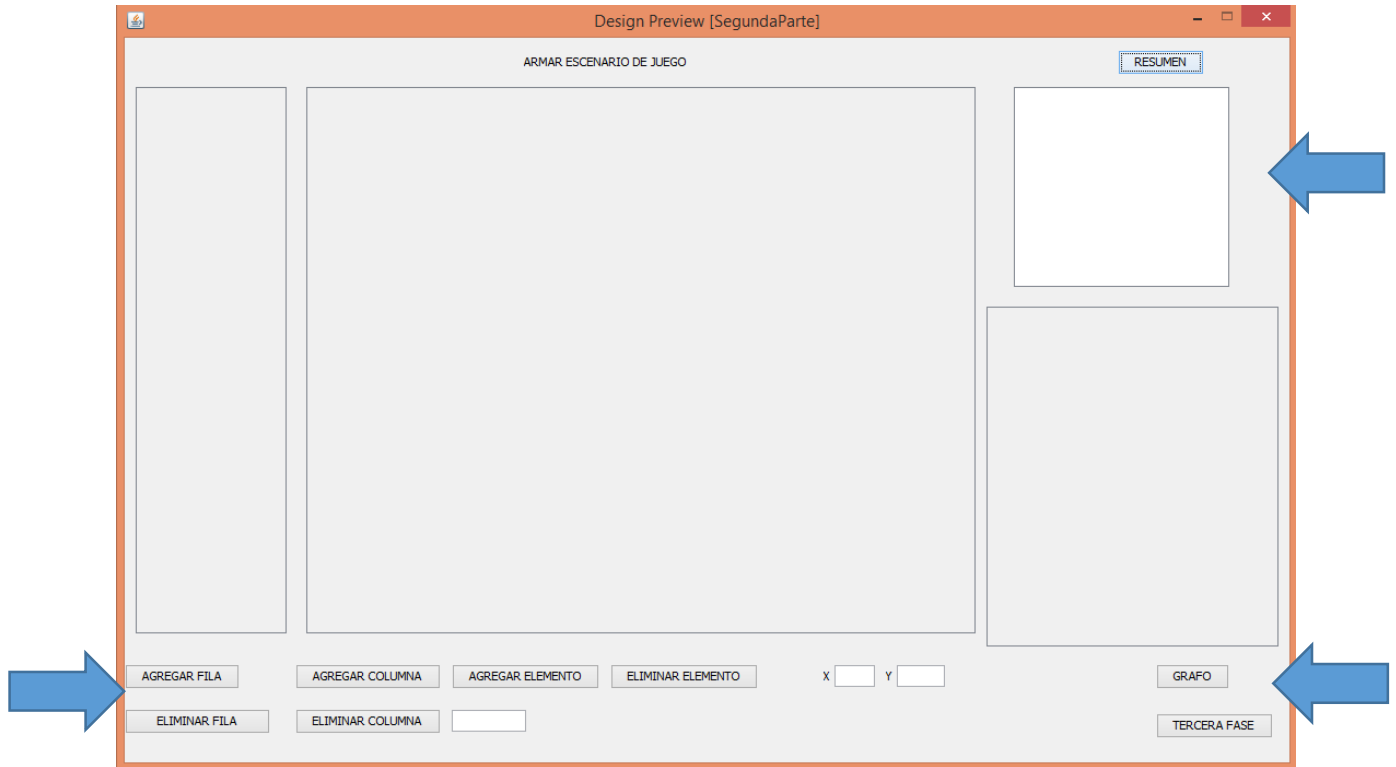 Design Preview [SegundaParte]
ARMAR ESCENARIO DE JUEGO
RESUMEN
AGREGAR FILA
AGREGAR COLUMNA
AGREGAR ELEMENTO
ELIMINAR ELEMENTO
X
Y
GRAFO
ELIMINAR FILA
ELIMINAR COLUMNA
TERCERA FASE